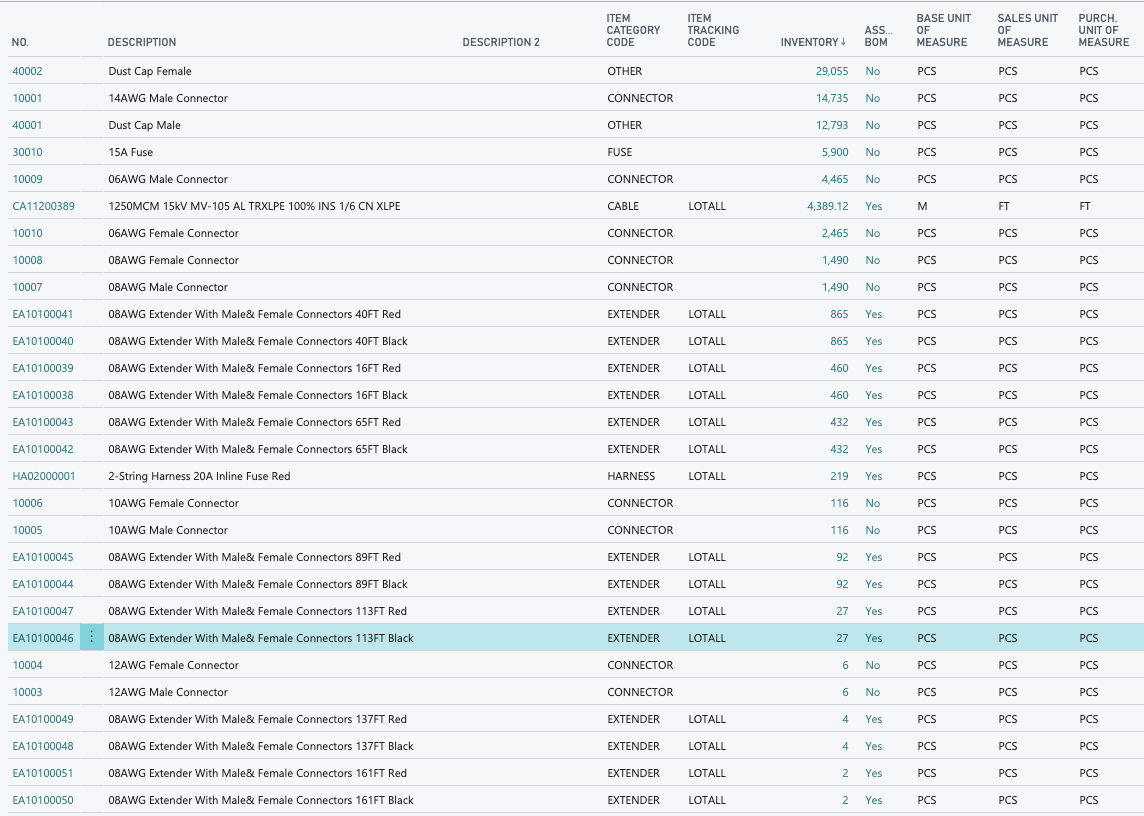 NO. DESCRIPTION DESCRIPTION 2 ITEM CATEGORY CODE ITEM TRACKING CODE INVENTORY↓ ASS... BOM BASE UNIT OF MEASURE SALES UNIT OF MEASURE PURCH. UNIT OF MEASURE
40002 Dust Cap Female OTHER 29,055 No PCS PCS PCS
10001 14AWG Male Connector CONNECTOR 14,735 No PCS PCS PCS
40001 Dust Cap Male OTHER 12,793 No PCS PCS PCS
30010 15A Fuse FUSE 5,900 No PCS PCS PCS
10009 06AWG Male Connector CONNECTOR 4,465 No PCS PCS PCS
CA11200389 1250MCM 15kV MV-105 AL TRXLPE 100% INS 1/6 CN XLPE CABLE LOTALL 4,389.12 Yes M FT FT
10010 06AWG Female Connector CONNECTOR 2,465 No PCS PCS PCS
10008 08AWG Female Connector CONNECTOR 1,490 No PCS PCS PCS
10007 08AWG Male Connector CONNECTOR 1,490 No PCS PCS PCS
EA10100041 08AWG Extender With Male& Female Connectors 40FT Red EXTENDER LOTALL 865 Yes PCS PCS PCS
EA10100040 08AWG Extender With Male& Female Connectors 40FT Black EXTENDER LOTALL 865 Yes PCS PCS PCS
EA10100039 08AWG Extender With Male& Female Connectors 16FT Red EXTENDER LOTALL 460 Yes PCS PCS PCS
EA10100038 08AWG Extender With Male& Female Connectors 16FT Black EXTENDER LOTALL 460 Yes PCS PCS PCS
EA10100043 08AWG Extender With Male& Female Connectors 65FT Red EXTENDER LOTALL 432 Yes PCS PCS PCS
EA10100042 08AWG Extender With Male& Female Connectors 65FT Black EXTENDER LOTALL 432 Yes PCS PCS PCS
HA02000001 2-String Harness 20A Inline Fuse Red HARNESS LOTALL 219 Yes PCS PCS PCS
10006 10AWG Female Connector CONNECTOR 116 No PCS PCS PCS
10005 10AWG Male Connector CONNECTOR 116 No PCS PCS PCS
EA10100045 08AWG Extender With Male& Female Connectors 89FT Red EXTENDER LOTALL 92 Yes PCS PCS PCS
EA10100044 08AWG Extender With Male& Female Connectors 89FT Black EXTENDER LOTALL 92 Yes PCS PCS PCS
EA10100047 08AWG Extender With Male& Female Connectors 113FT Red EXTENDER LOTALL 27 Yes PCS PCS PCS
EA10100046 08AWG Extender With Male& Female Connectors 113FT Black EXTENDER LOTALL 27 Yes PCS PCS PCS
10004 12AWG Female Connector CONNECTOR 6 No PCS PCS PCS
10003 12AWG Male Connector CONNECTOR 6 No PCS PCS PCS
EA10100049 08AWG Extender With Male& Female Connectors 137FT Red EXTENDER LOTALL 4 Yes PCS PCS PCS
EA10100048 08AWG Extender With Male& Female Connectors 137FT Black EXTENDER LOTALL 4 Yes PCS PCS PCS
EA10100051 08AWG Extender With Male& Female Connectors 161FT Red EXTENDER LOTALL 2 Yes PCS PCS PCS
EA10100050 08AWG Extender With Male& Female Connectors 161FT Black EXTENDER LOTALL 2 Yes PCS PCS PCS